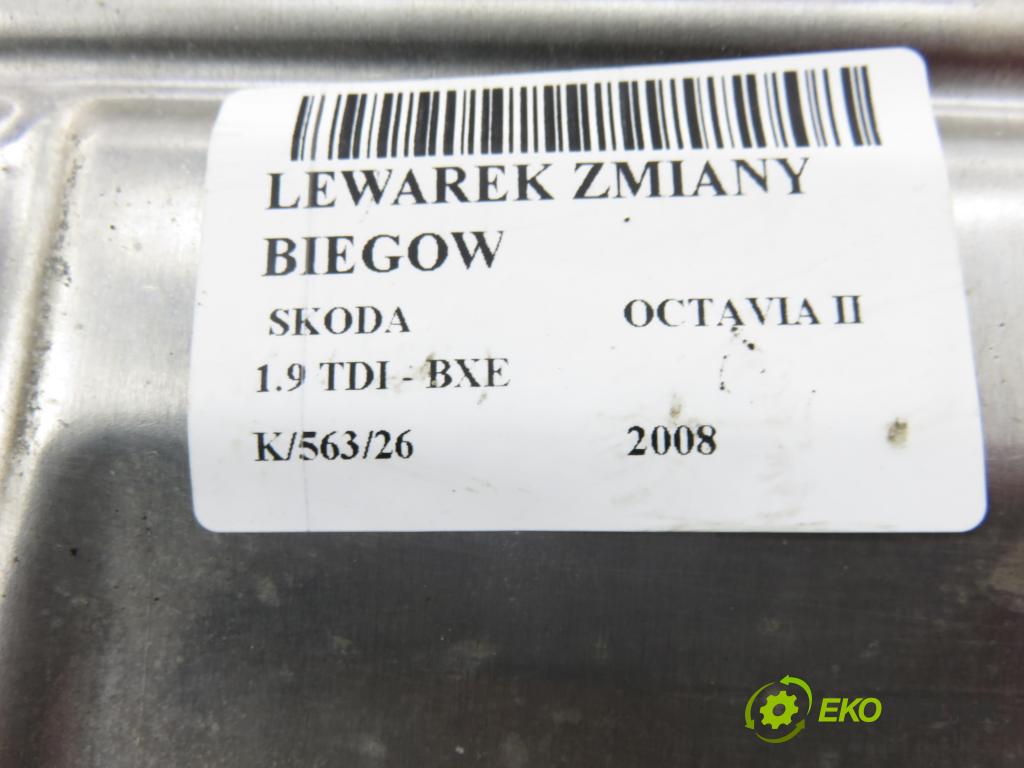 LEWAREK ZMIANY
BIEGOW
SKODA OCTAVIA II
1.9 TDI - BXE
K/563/26 2008
EKO